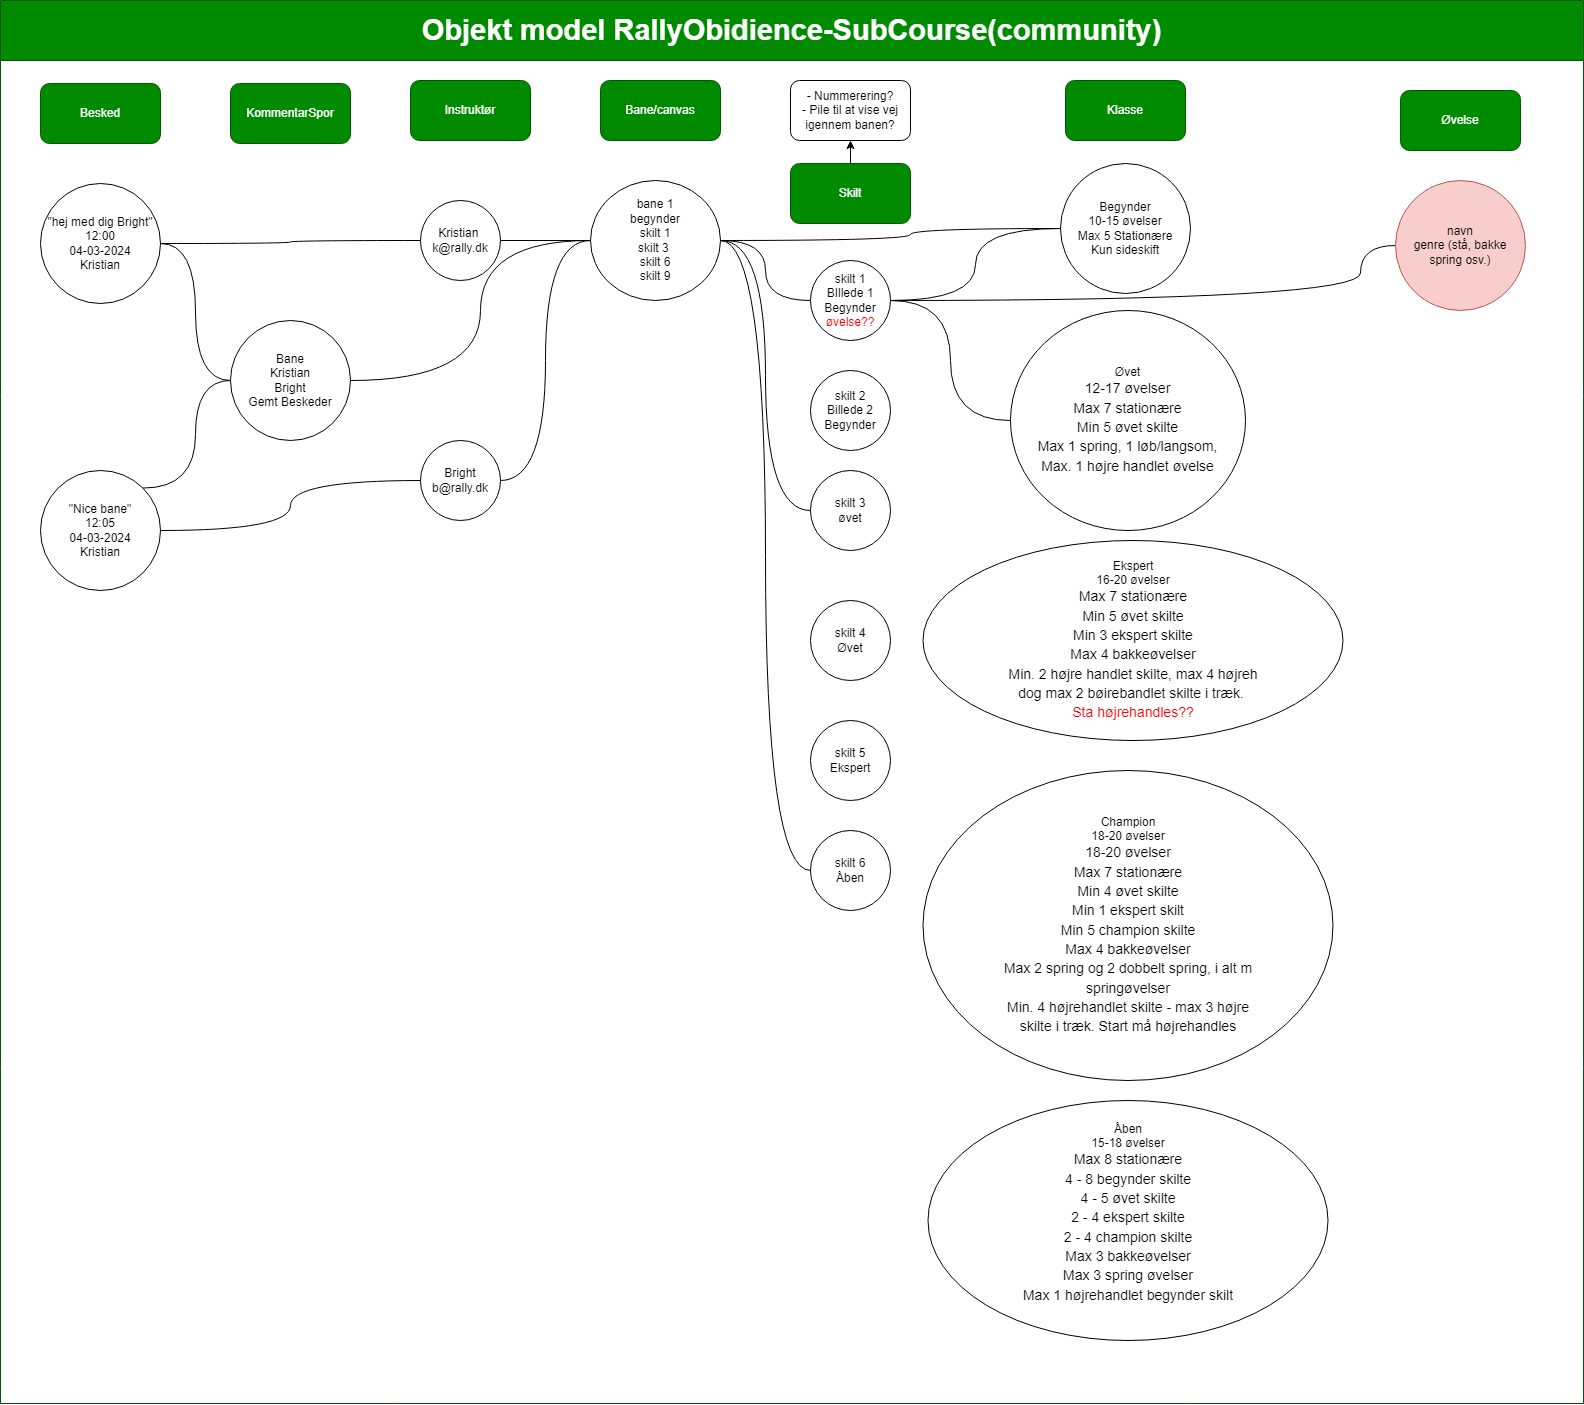 Objekt model RallyObidience-SubCourse(community)
Besked
KommentarSpor
Instruktør
Bane/canvas
- Nummerering?
- Pile til at vise vej
igennem banen?
Klasse
Øvelse
Skilt
"hej med dig Bright"
12:00
04-03-2024
Kristian
Kristian
k@rally.dk
bane 1
begynder
skilt 1
skilt 3
skilt 6
skilt 9
Begynder
10-15 øvelser
Max 5 Stationære
Kun sideskift
navn
genre (stå, bakke
spring osv.)
skilt 1
BIllede 1
Begynder
øvelse??
Bane
Kristian
Bright
Gemt Beskeder
skilt 2
Billede 2
Begynder
Øvet
12-17 øvelser
Max 7 stationære
Min 5 øvet skilte
Max 1 spring, 1 løb/langsom,
Max. 1 højre handlet øvelse
Bright
b@rally.dk
"Nice bane"
12:05
04-03-2024
Kristian
skilt 3
øvet
skilt 4
Øvet
Ekspert
16-20 øvelser
Max 7 stationære
Min 5 øvet skilte
Min 3 ekspert skilte
Max 4 bakkeøvelser
Min. 2 højre handlet skilte, max 4 højreh
dog max 2 bøirebandlet skilte i træk.
Sta højrehandles??
skilt 5
Ekspert
skilt 6
Åben
Champion
18-20 øvelser
18-20 øvelser
Max 7 stationære
Min 4 øvet skilte
Min 1 ekspert skilt
Min 5 champion skilte
Max 4 bakkeøvelser
Max 2 spring og 2 dobbelt spring, i alt m
springøvelser
Min. 4 højrehandlet skilte - max 3 højre
skilte i træk. Start må højrehandles
Åben
15-18 øvelser
Max 8 stationære
4 - 8 begynder skilte
4 - 5 øvet skilte
2 - 4 ekspert skilte
2 - 4 champion skilte
Max 3 bakkeøvelser
Max 3 spring øvelser
Max 1 højrehandlet begynder skilt